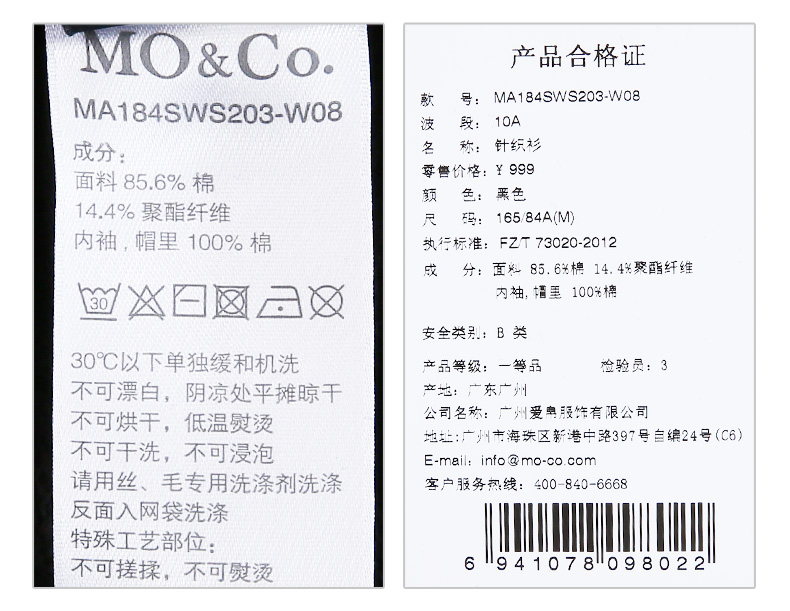 MO&Co.
MA184SWS203-W08
成分:
面料 85.6% 棉
14.4% 聚酯纤维
内袖,帽里 100% 棉
30
30℃以下单独缓和机洗
不可漂白，阴凉处平摊晾干
不可烘干，低温熨烫
不可干洗，不可浸泡
请用丝、毛专用洗涤剂洗涤
反面入网袋洗涤
特殊工艺部位:
不可搓揉，不可熨烫
产品合格证
款 号: MA184SWS203-W08
波 段: 10A
名 称: 针织衫
零售价格: ¥ 999
颜 色: 黑色
尺 码: 165/84A(M)
执行标准: FZ/T 73020-2012
成 分: 面料 85.6%棉 14.4%聚酯纤维
内袖,帽里 100%棉
安全类别: B 类
产品等级: 一等品 检验员: 3
产地: 广东广州
公司名称: 广州爱帛服饰有限公司
地址:广州市海珠区新港中路397号自编24号(C6)
E-mail: info@mo-co.com
客户服务热线: 400-840-6668
6 941078 098022